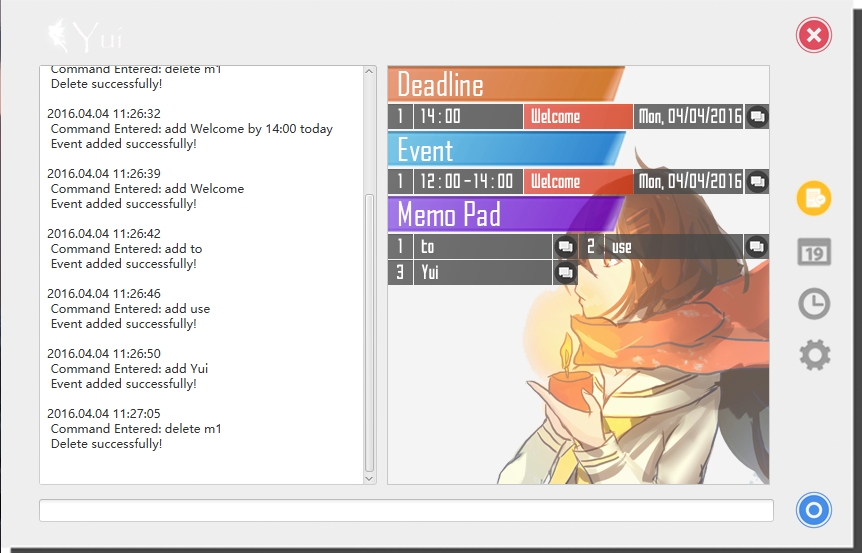 Yui
Command Entered: delete m1
Delete successfully!
2016.04.04 11:26:32
Command Entered: add Welcome by 14:00 today
Event added successfully!
2016.04.04 11:26:39
Command Entered: add Welcome
Event added successfully!
2016.04.04 11:26:42
Command Entered: add to
Event added successfully!
2016.04.04 11:26:46
Command Entered: add use
Event added successfully!
2016.04.04 11:26:50
Command Entered: add Yui
Event added successfully!
2016.04.04 11:27:05
Command Entered: delete m1
Delete successfully!
Deadline
1 14:00 Welcome Mon, 04/04/2016
Event
1 12:00-14:00 Welcome Mon, 04/04/2016
Memo Pad
1 to 2 use
3 Yui
19